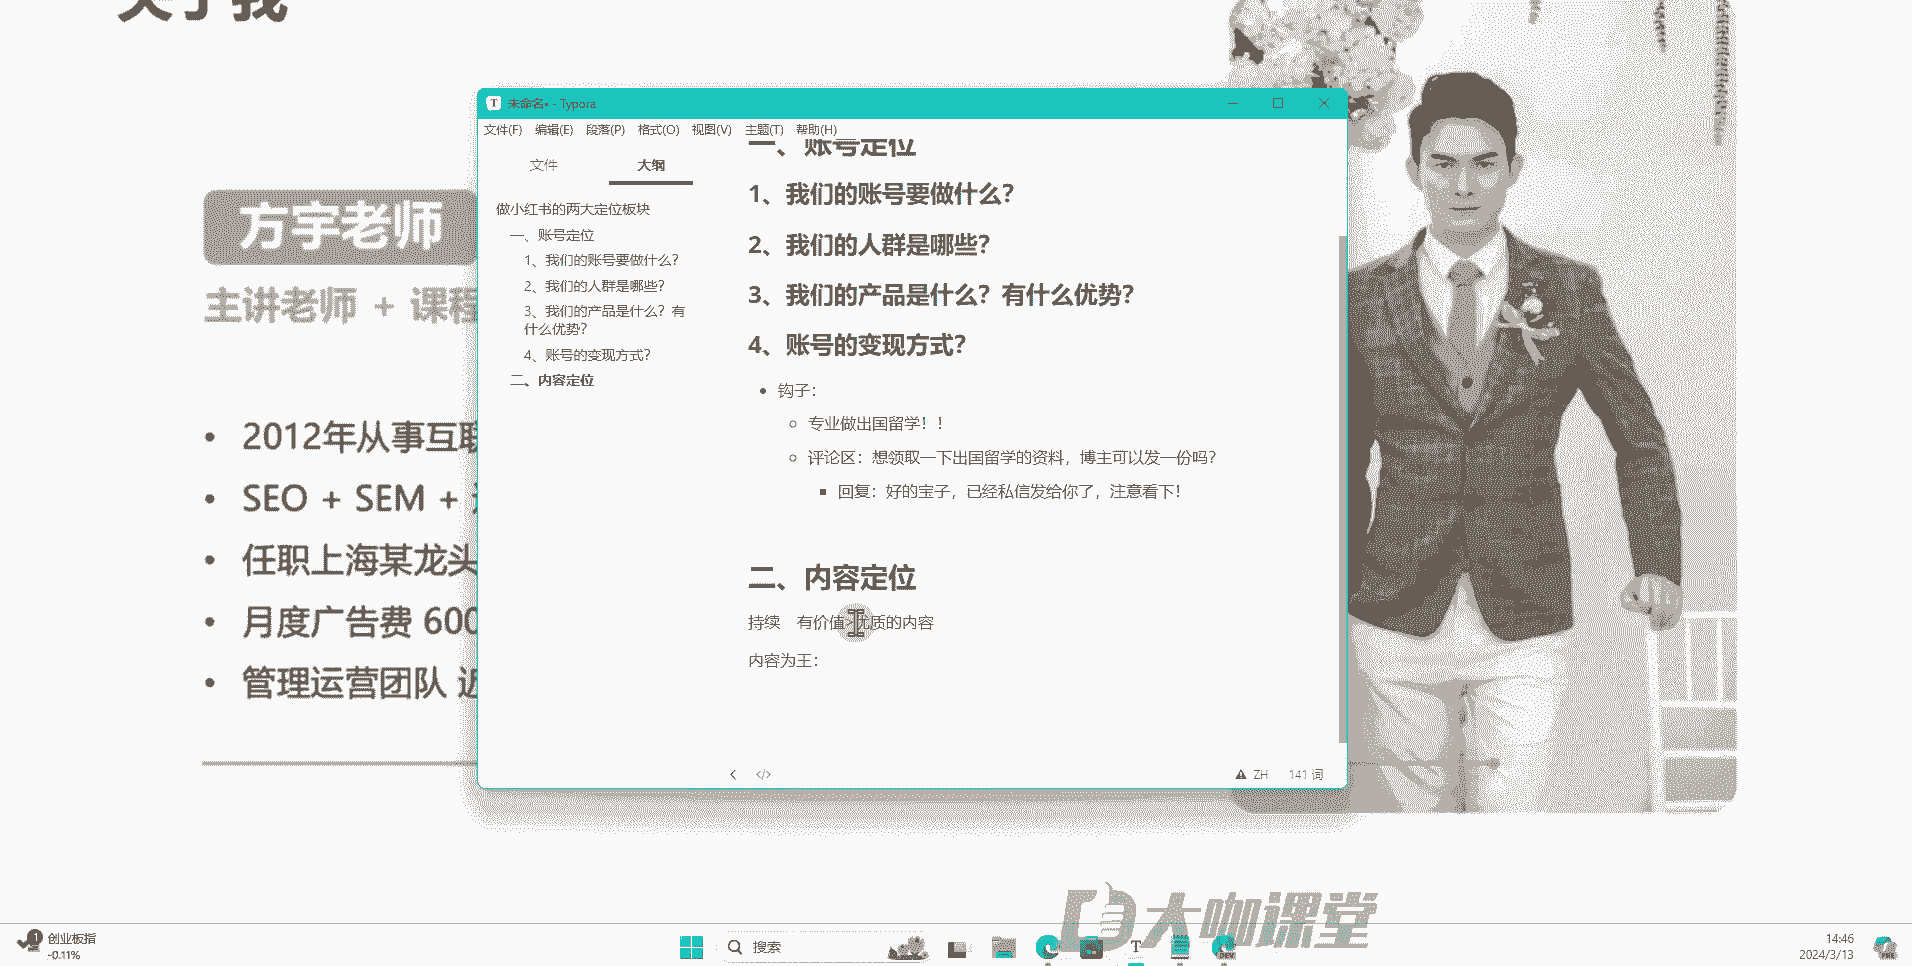 关于我
方宇老师
主讲老师 + 课程
• 2012年从事互联
• SEO + SEM +
• 任职上海某龙头
• 月度广告费 600
• 管理运营团队 近
未命名• - Typora
文件(F) 编辑(E) 段落(P) 格式(O) 视图(V) 主题(T) 帮助(H)
文件 大纲
做小红书的两大定位板块
一、账号定位
1、我们的账号要做什么？
2、我们的人群是哪些？
3、我们的产品是什么？有
什么优势？
4、账号的变现方式？
二、内容定位
一、账号定位
1、我们的账号要做什么？
2、我们的人群是哪些？
3、我们的产品是什么？有什么优势？
4、账号的变现方式？
• 钩子：
专业做出国留学！！
评论区：想领取一下出国留学的资料，博主可以发一份吗？
回复：好的宝子，已经私信发给你了，注意看下！
二、内容定位
持续 有价值>优质的内容
内容为王：
ZH 141 词
大咖课堂
1
创业板指
-0.11%
搜索
T
DEV
14:46
2024/3/13
PRE